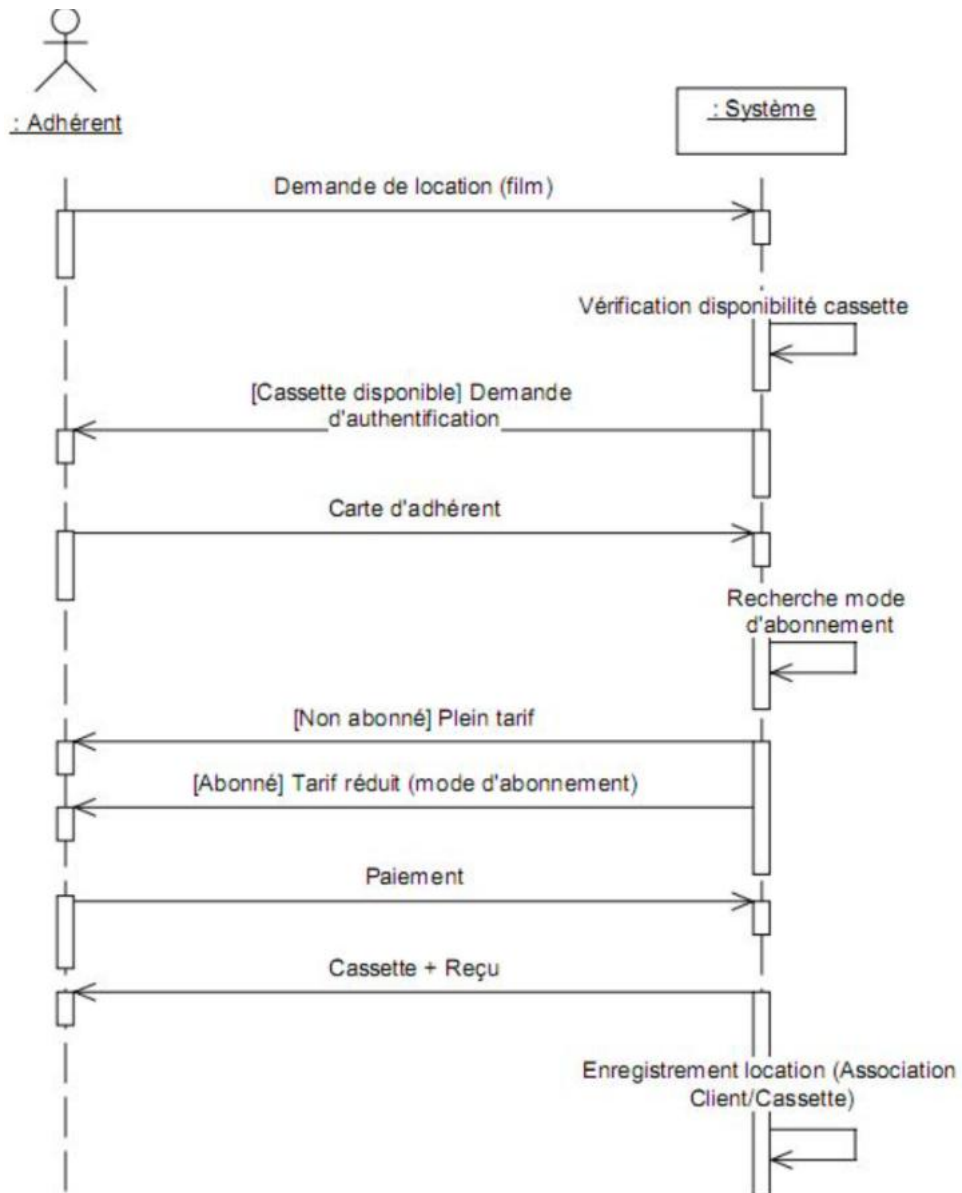 : Adhérent
: Système
Demande de location (film)
Vérification disponibilité cassette
[Cassette disponible] Demande
d'authentification
Carte d'adhérent
Recherche mode
d'abonnement
[Non abonné] Plein tarif
[Abonné] Tarif réduit (mode d'abonnement)
Paiement
Cassette + Reçu
Enregistrement location (Association
Client/Cassette)